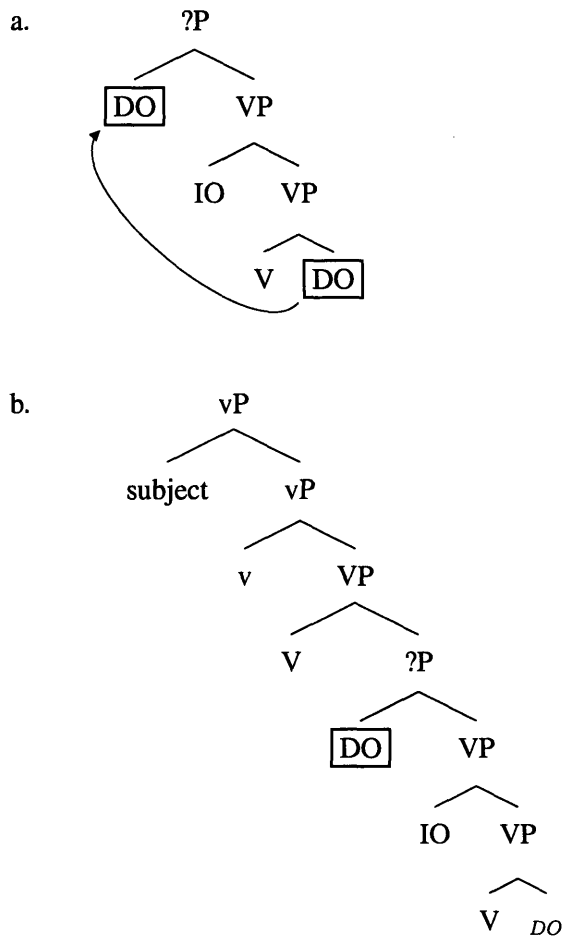 a.
?P
DO VP
IO VP
V DO
b.
vP
subject vP
v VP
V ?P
DO VP
IO VP
V DO